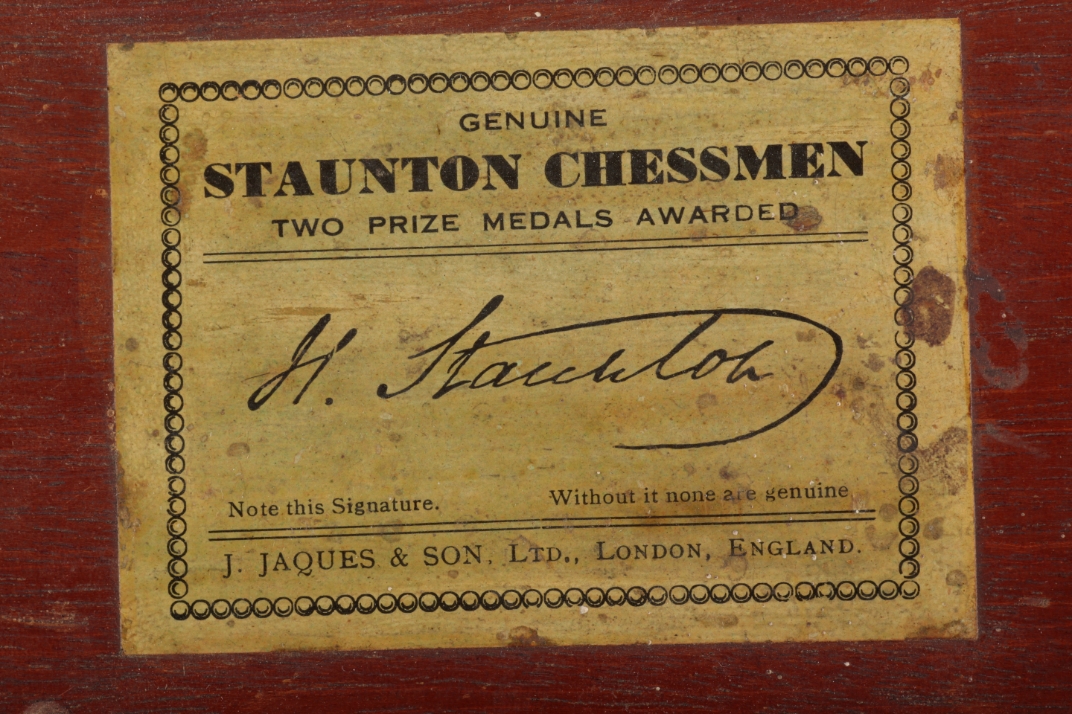 GENUINE
STAUNTON CHESSMEN
TWO PRIZE MEDALS AWARDED
H. Staunton
Note this Signature. Without it none are genuine
J. JAQUES & SON, LTD., LONDON, ENGLAND.